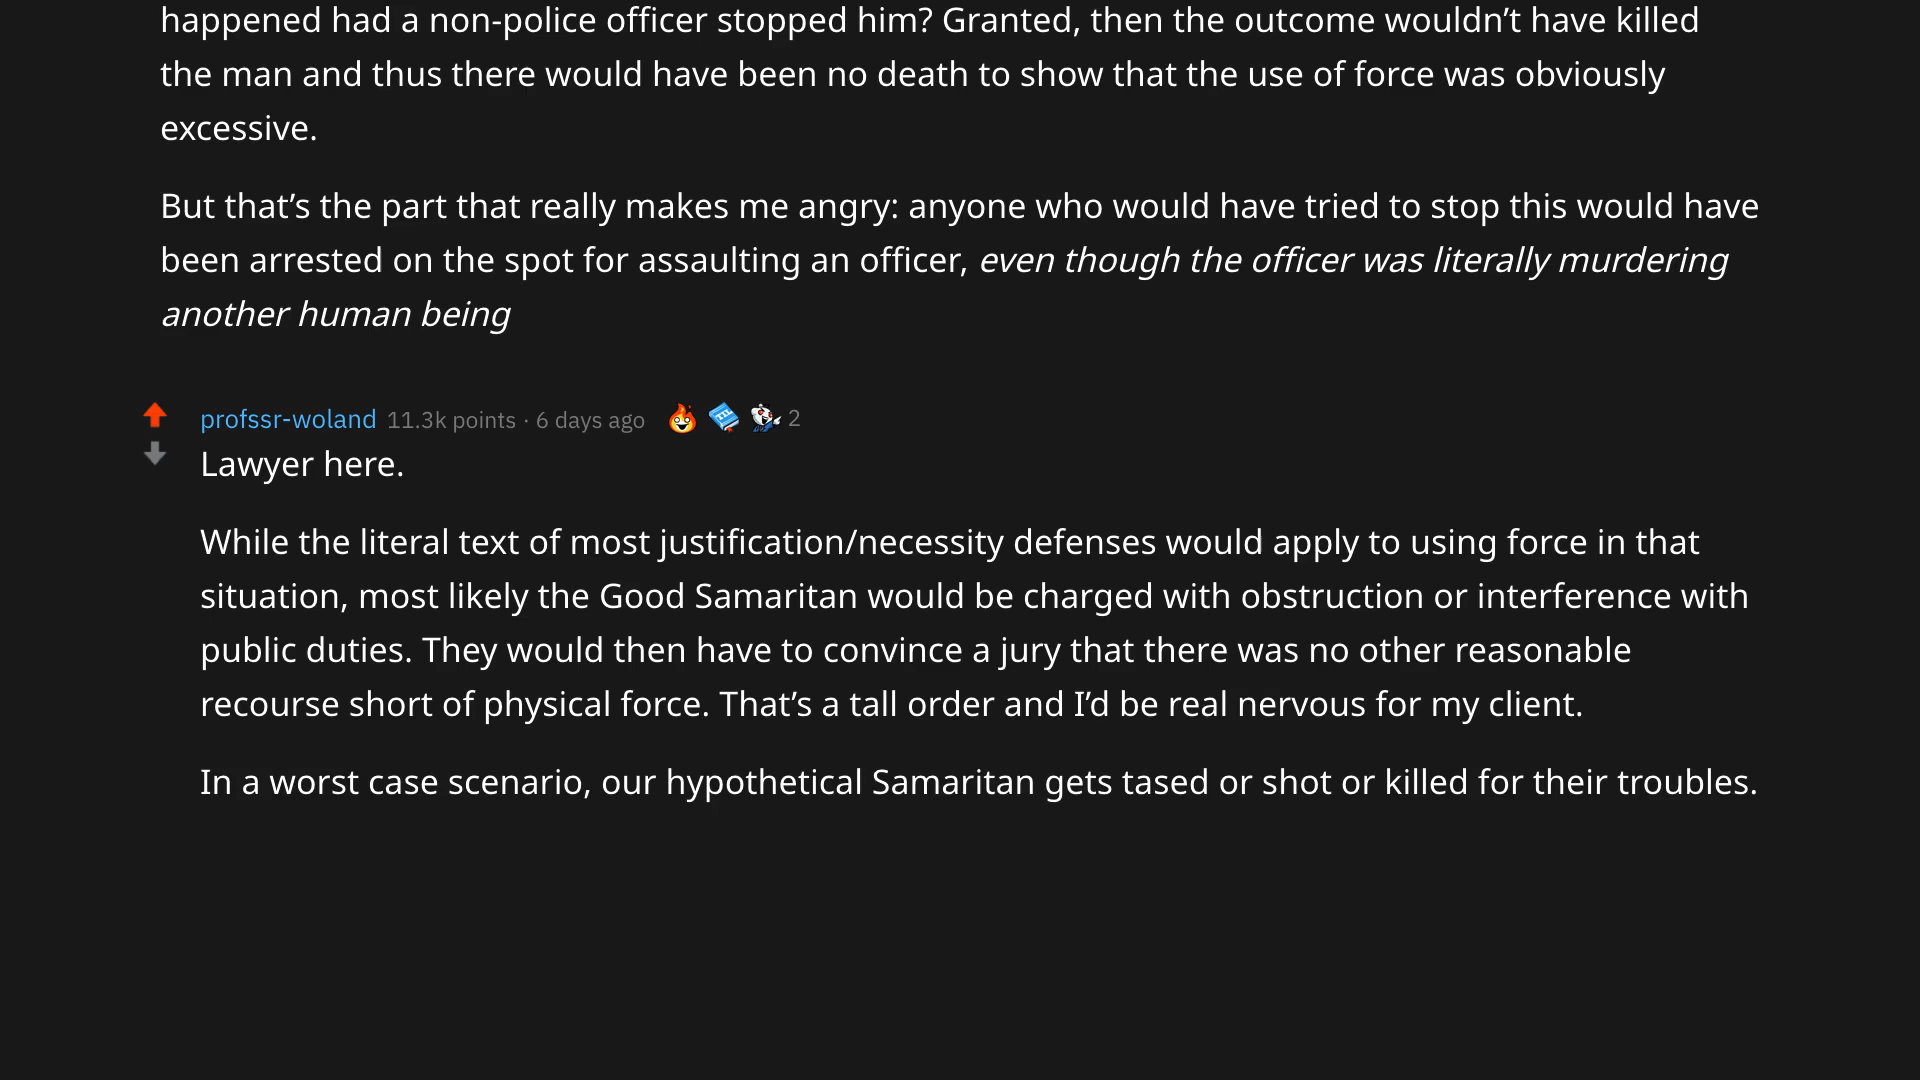 happened had a non-police officer stopped him? Granted, then the outcome wouldn’t have killed
the man and thus there would have been no death to show that the use of force was obviously
excessive.
But that’s the part that really makes me angry: anyone who would have tried to stop this would have
been arrested on the spot for assaulting an officer, even though the officer was literally murdering
another human being
profssr-woland 11.3k points · 6 days ago 2
Lawyer here.
While the literal text of most justification/necessity defenses would apply to using force in that
situation, most likely the Good Samaritan would be charged with obstruction or interference with
public duties. They would then have to convince a jury that there was no other reasonable
recourse short of physical force. That’s a tall order and I’d be real nervous for my client.
In a worst case scenario, our hypothetical Samaritan gets tased or shot or killed for their troubles.